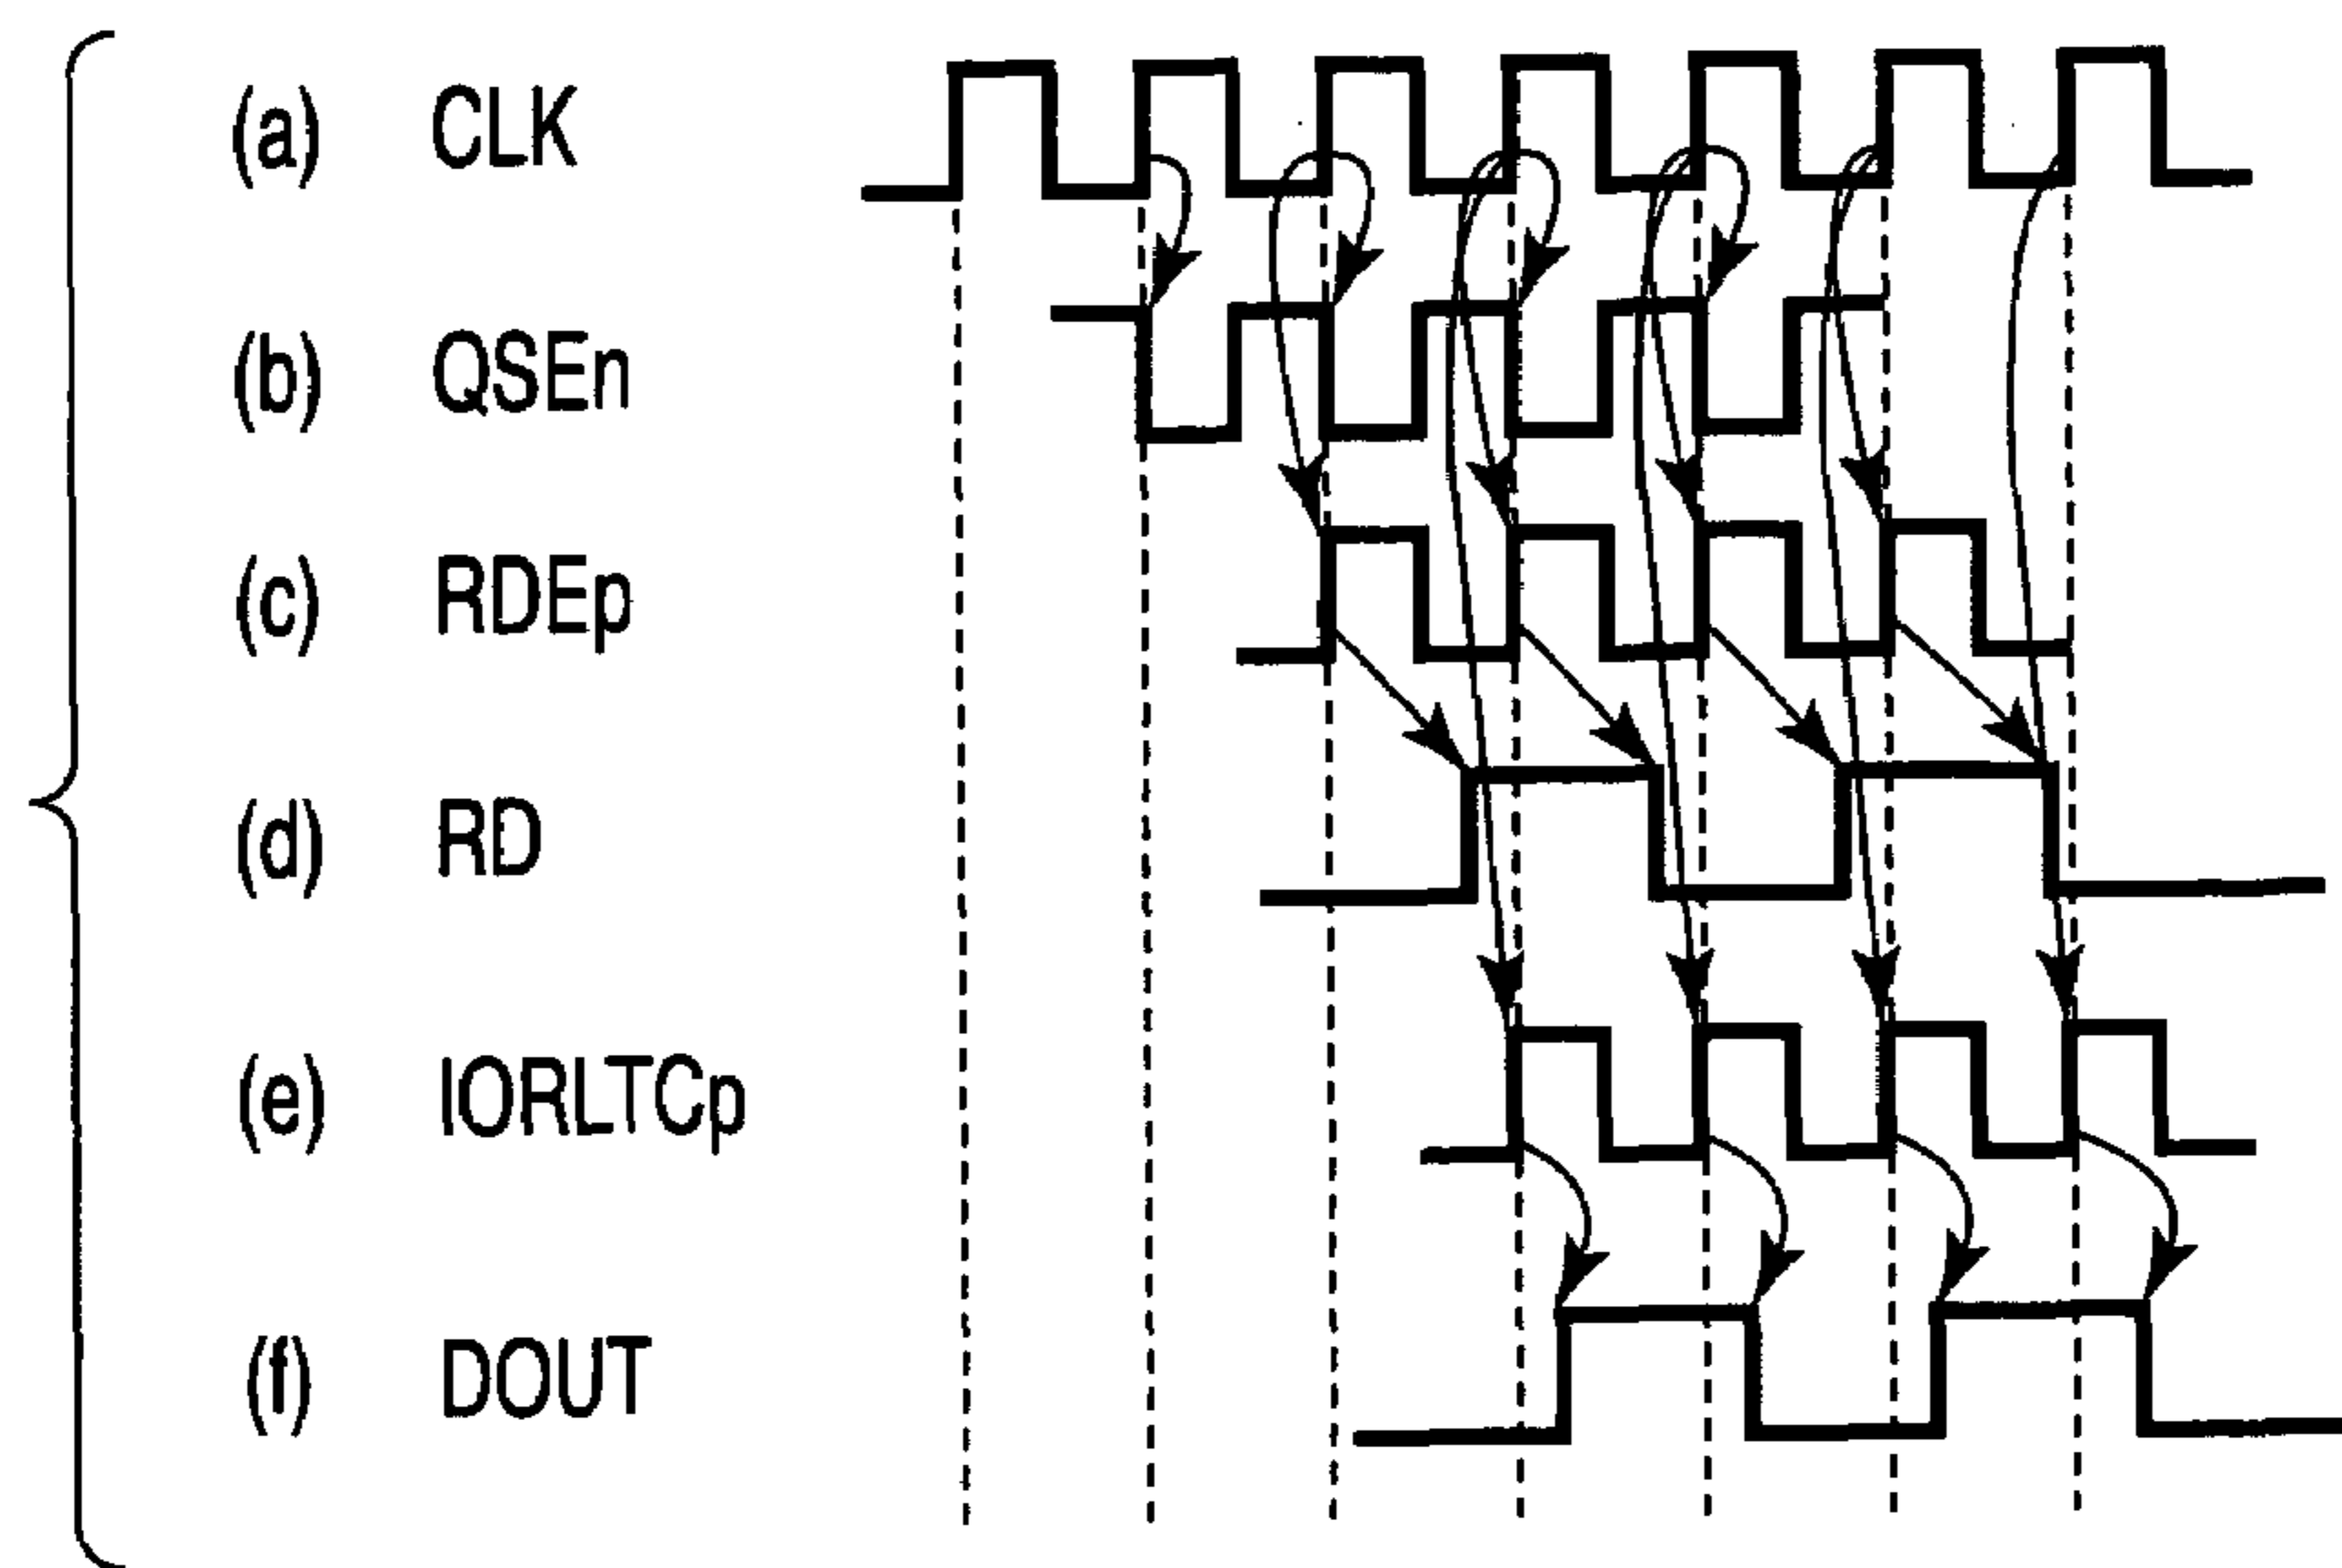 (a) CLK
(b) QSEn
(c) RDEp
(d) RD
(e) IORLTCp
(f) DOUT